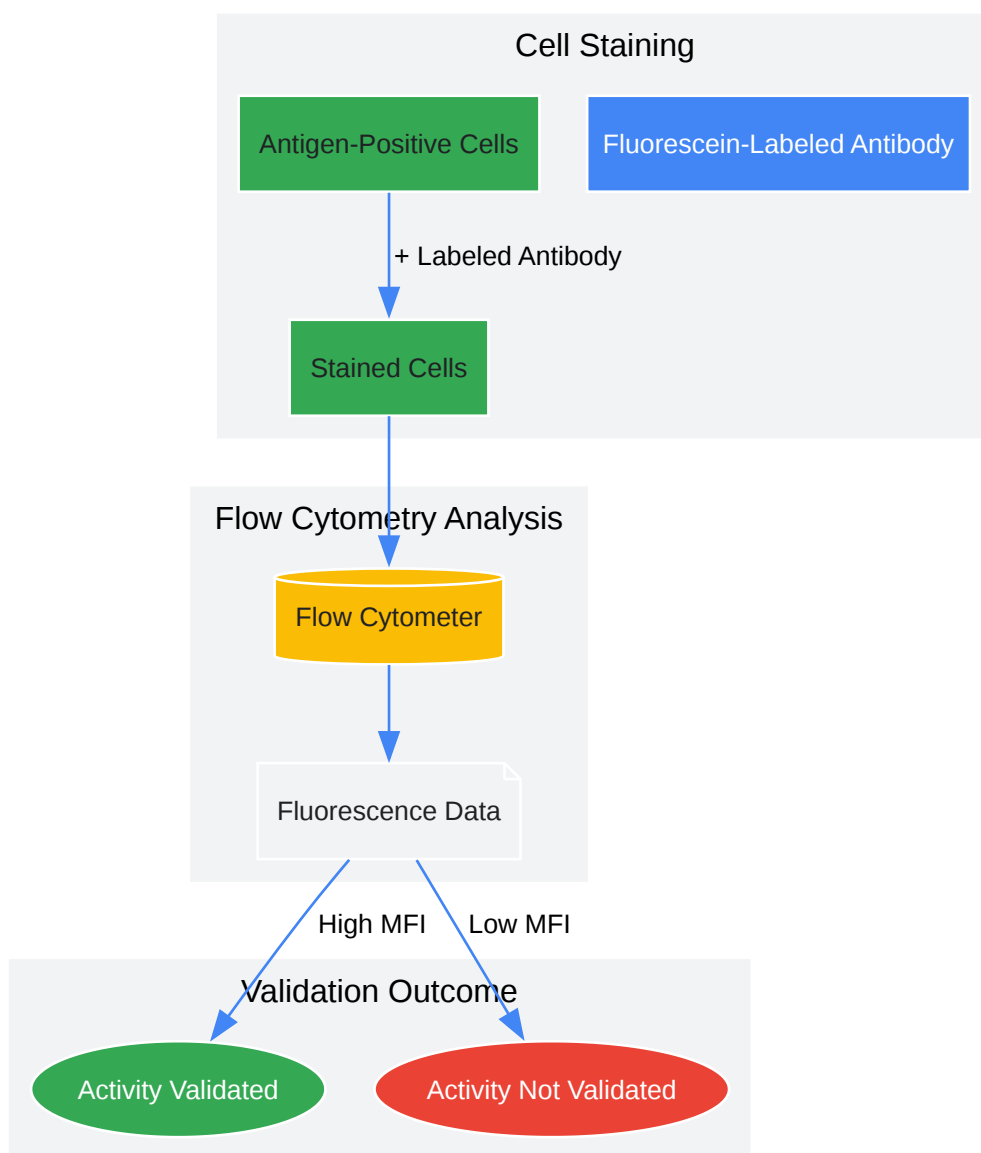 Cell Staining
Antigen-Positive Cells
Fluorescein-Labeled Antibody
+ Labeled Antibody
Stained Cells
Flow Cytometry Analysis
Flow Cytometer
Fluorescence Data
High MFI
Low MFI
Validation Outcome
Activity Validated
Activity Not Validated